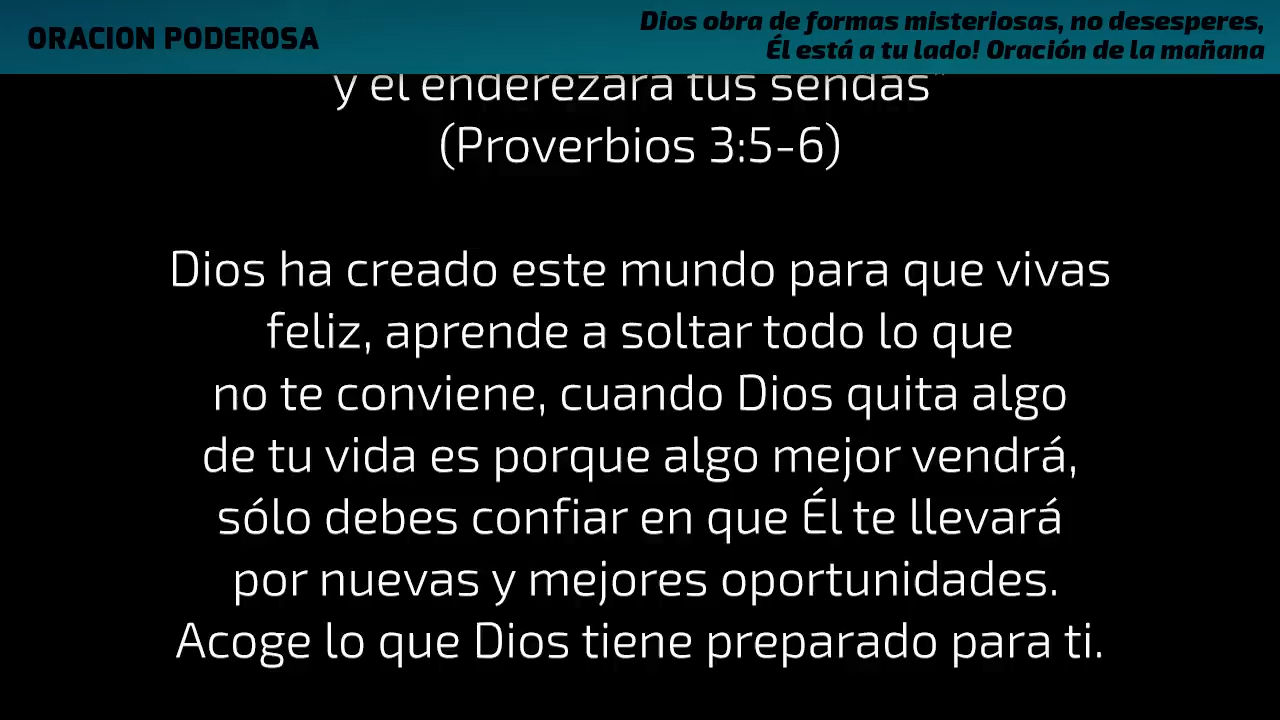 ORACION PODEROSA
Dios obra de formas misteriosas, no desesperes,
Él está a tu lado! Oración de la mañana
y el enderezara tus sendas"
(Proverbios 3:5-6)
Dios ha creado este mundo para que vivas
feliz, aprende a soltar todo lo que
no te conviene, cuando Dios quita algo
de tu vida es porque algo mejor vendrá,
sólo debes confiar en que Él te llevará
por nuevas y mejores oportunidades.
Acoge lo que Dios tiene preparado para ti.